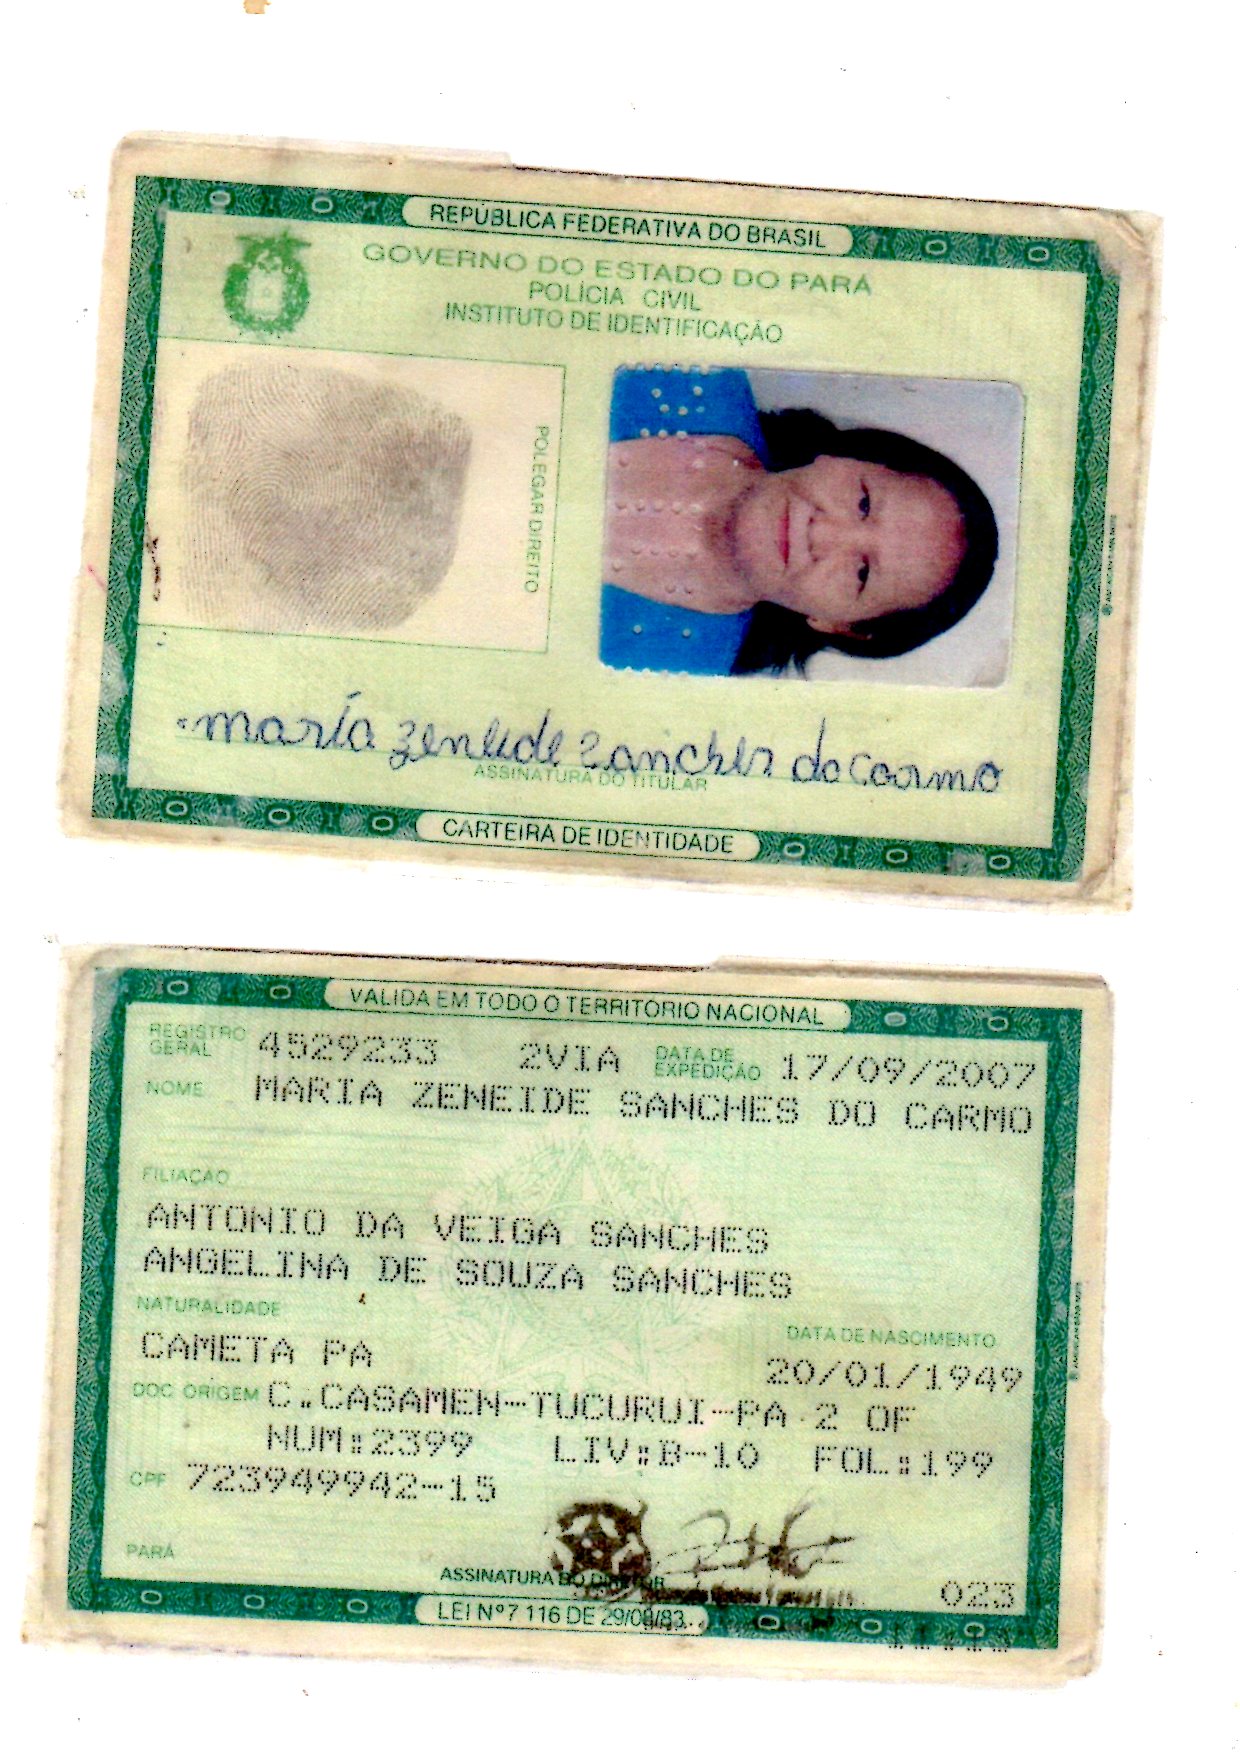 REPÚBLICA FEDERATIVA DO BRASIL
GOVERNO DO ESTADO DO PARÁ
POLÍCIA CIVIL
INSTITUTO DE IDENTIFICAÇÃO
POLEGAR DIREITO
maría zeneide Sanches do Carmo
ASSINATURA DO TITULAR
CARTEIRA DE IDENTIDADE
VALIDA EM TODO O TERRITÓRIO NACIONAL
REGISTRO GERAL 4529233 2VIA DATA DE EXPEDIÇÃO 17/09/2007
NOME MARIA ZENEIDE SANCHES DO CARMO
FILIAÇÃO
ANTONIO DA VEIGA SANCHES
ANGELINA DE SOUZA SANCHES
NATURALIDADE
CAMETA PA
DATA DE NASCIMENTO
20/01/1949
DOC ORIGEM C.CASAMEN-TUCURUI-PA 2 OF
NUM:2399 LIV:B-10 FOL:199
CPF 723949942-15
PARÁ
ASSINATURA DO DIRETOR
023
LEI Nº 7 116 DE 29/08/83